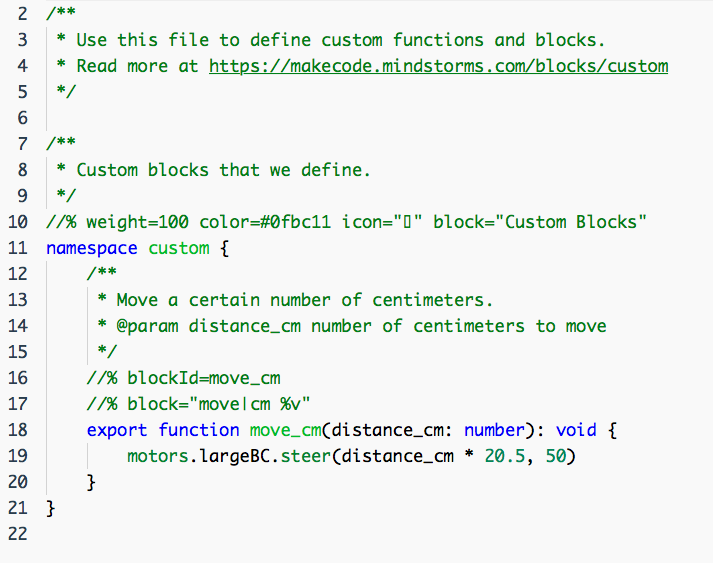 2 /**
3  * Use this file to define custom functions and blocks.
4  * Read more at https://makecode.mindstorms.com/blocks/custom
5  */
6
7 /**
8  * Custom blocks that we define.
9  */
10 //% weight=100 color=#0fbc11 icon="▯" block="Custom Blocks"
11 namespace custom {
12     /**
13      * Move a certain number of centimeters.
14      * @param distance_cm number of centimeters to move
15      */
16     //% blockId=move_cm
17     //% block="move|cm %v"
18     export function move_cm(distance_cm: number): void {
19         motors.largeBC.steer(distance_cm * 20.5, 50)
20     }
21 }
22